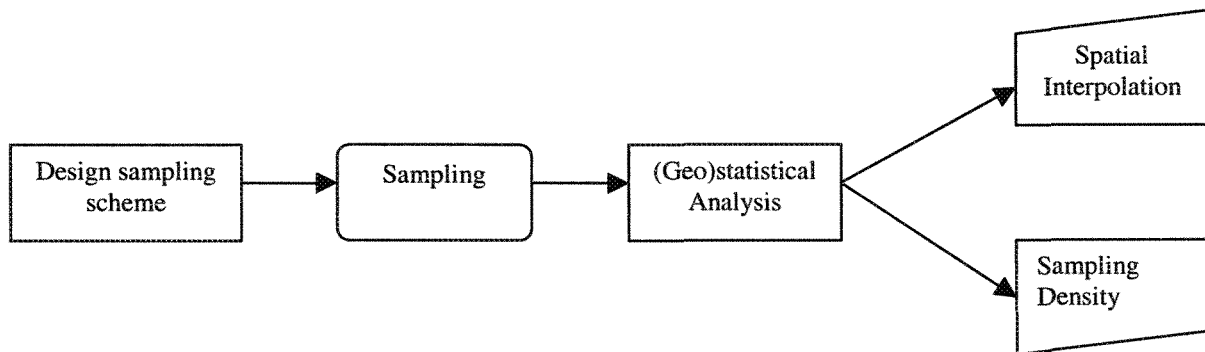 Design sampling
scheme
Sampling
(Geo)statistical
Analysis
Spatial
Interpolation
Sampling
Density